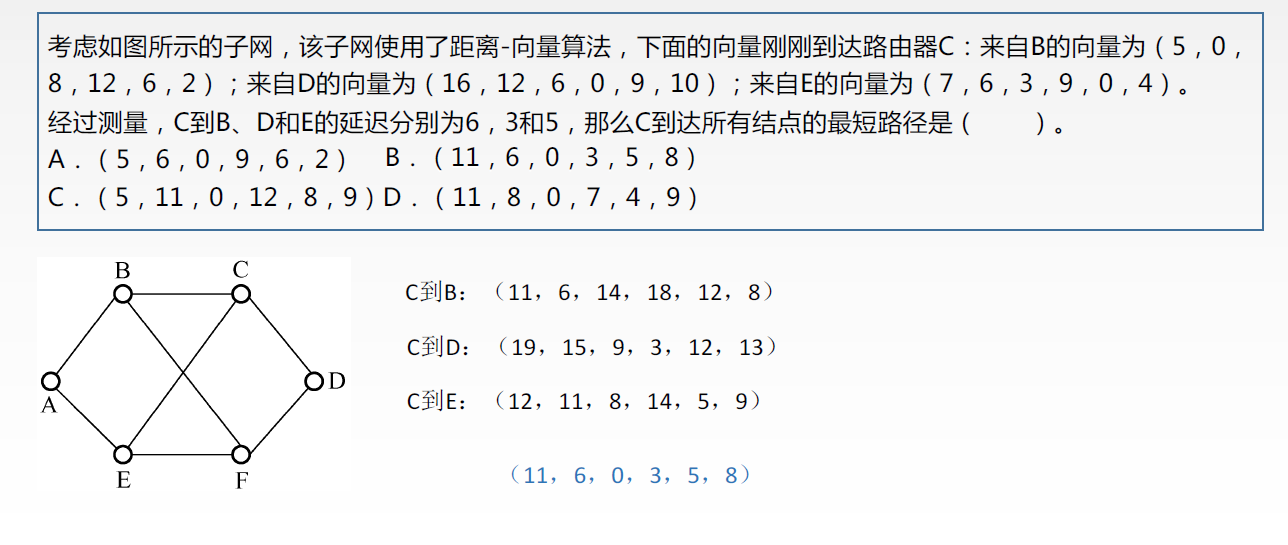 考虑如图所示的子网，该子网使用了距离-向量算法，下面的向量刚刚到达路由器C：来自B的向量为（5，0，
8，12，6，2）；来自D的向量为（16，12，6，0，9，10）；来自E的向量为（7，6，3，9，0，4）。
经过测量，C到B、D和E的延迟分别为6，3和5，那么C到达所有结点的最短路径是（　　）。
A．（5，6，0，9，6，2） B．（11，6，0，3，5，8）
C．（5，11，0，12，8，9）D．（11，8，0，7，4，9）
B C
C到B：（11，6，14，18，12，8）
C到D：（19，15，9，3，12，13）
D
A
C到E：（12，11，8，14，5，9）
E F
（11，6，0，3，5，8）